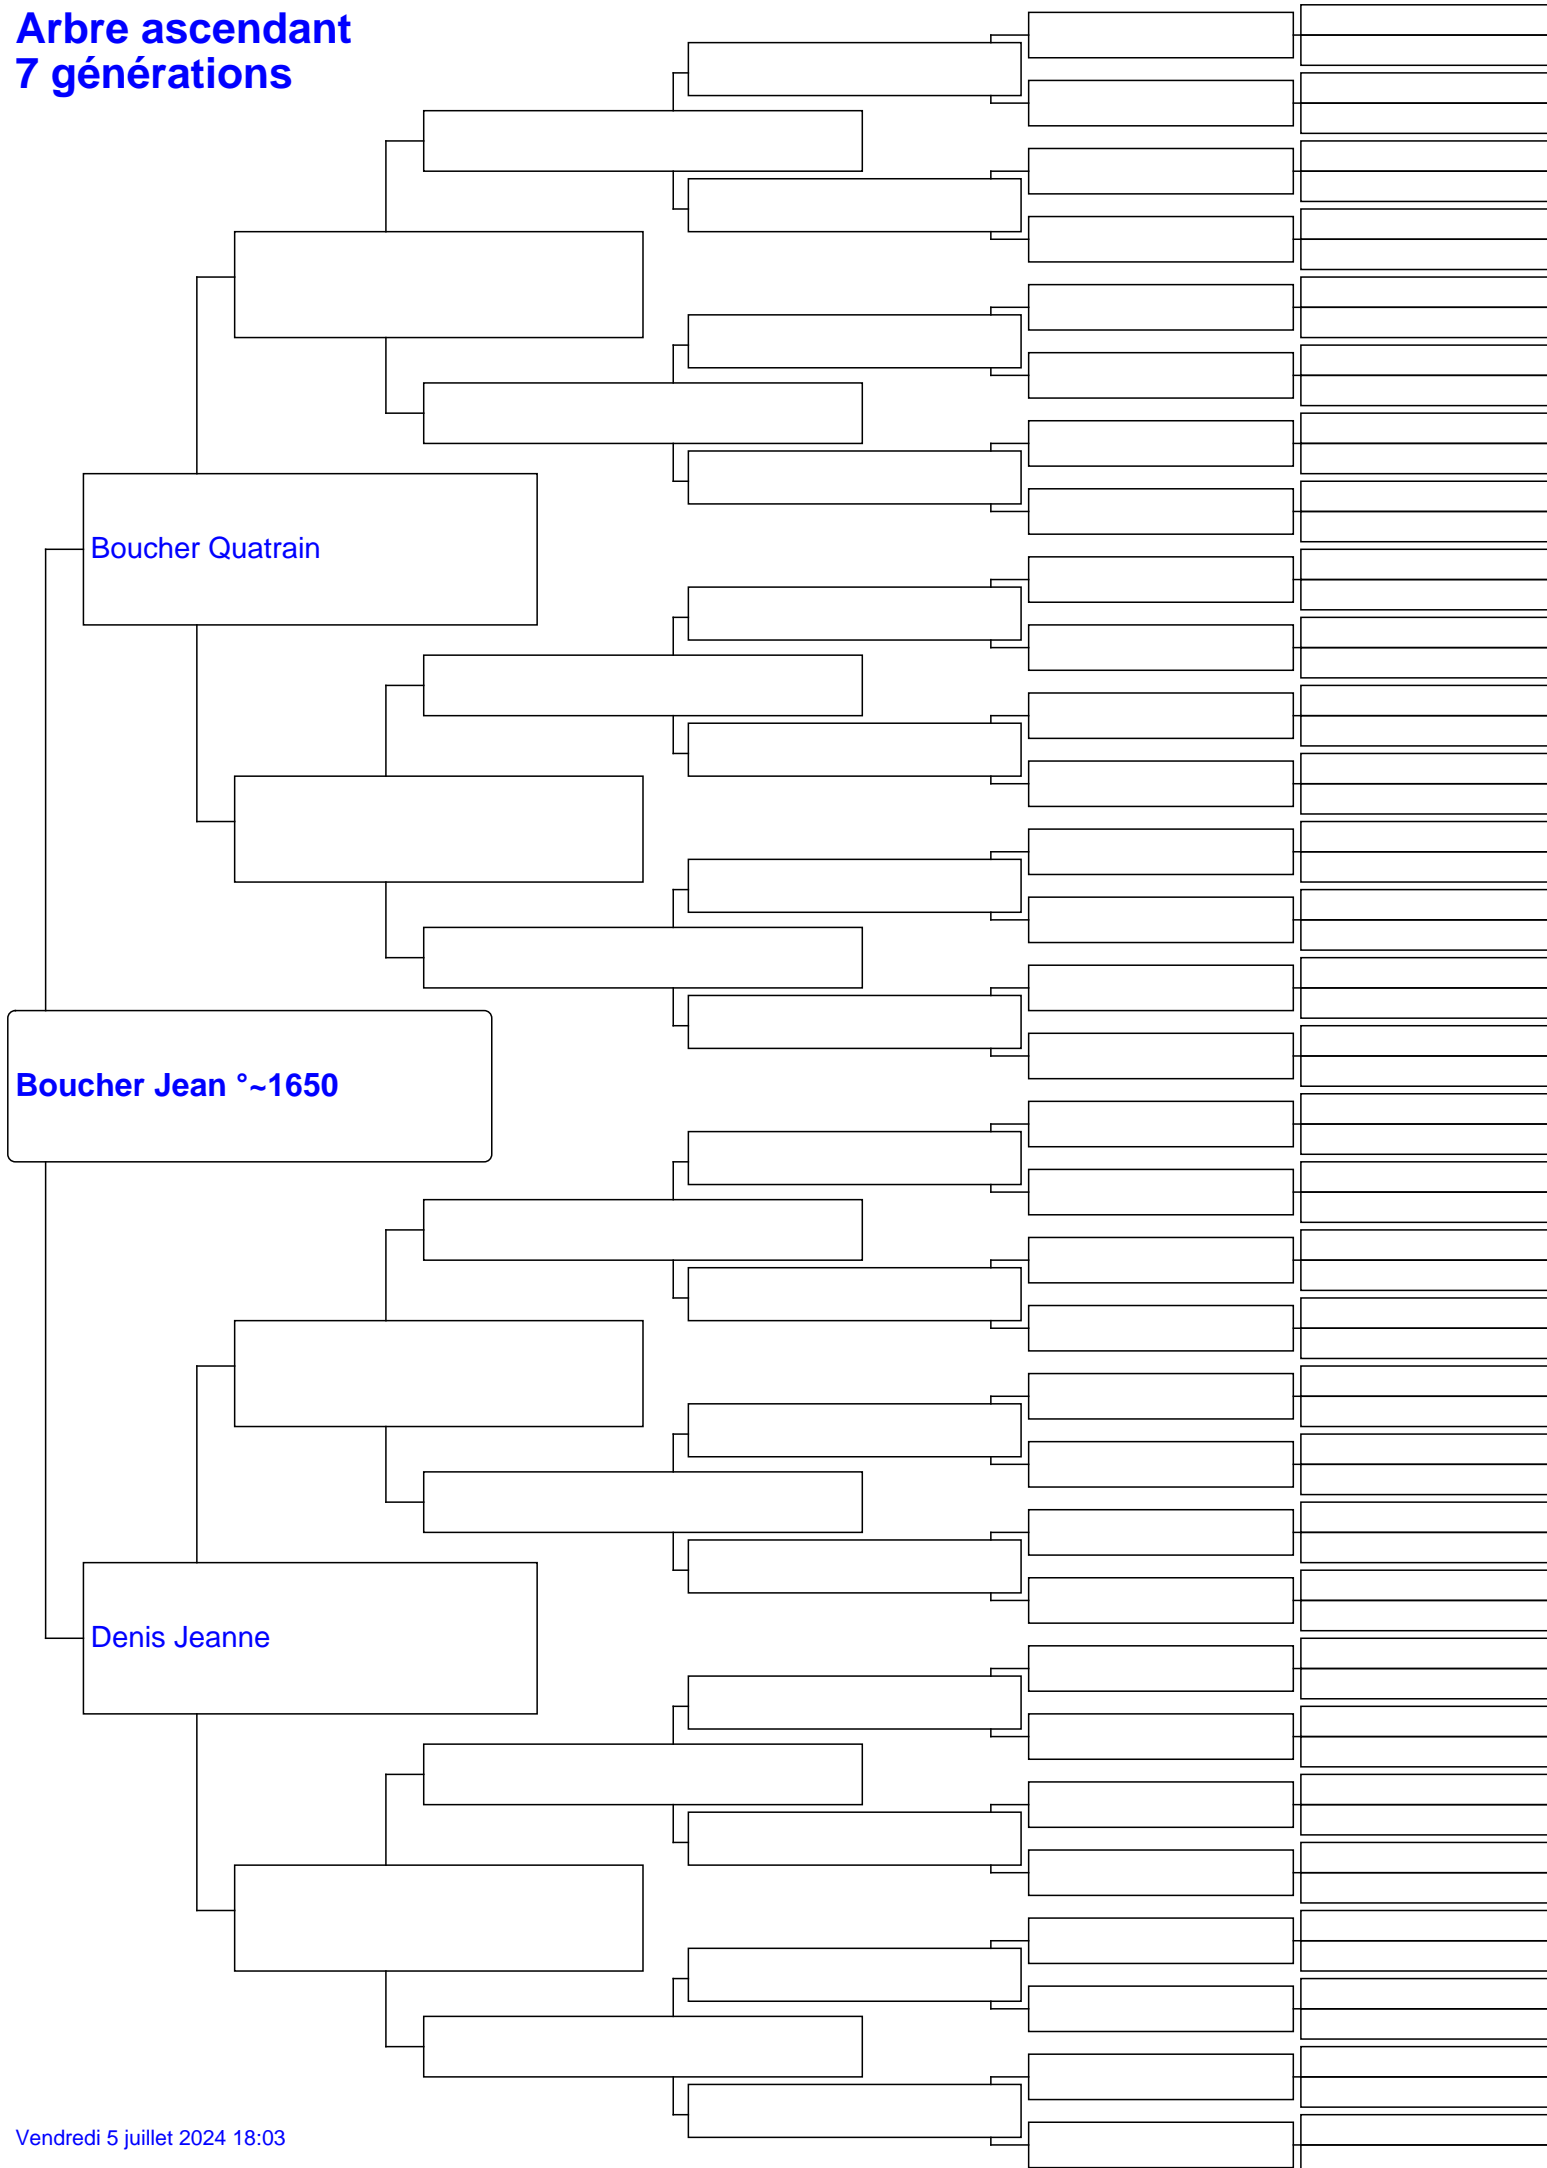 Arbre ascendant
7 générations
Boucher Quatrain
Boucher Jean °~1650
Denis Jeanne
Vendredi 5 juillet 2024 18:03